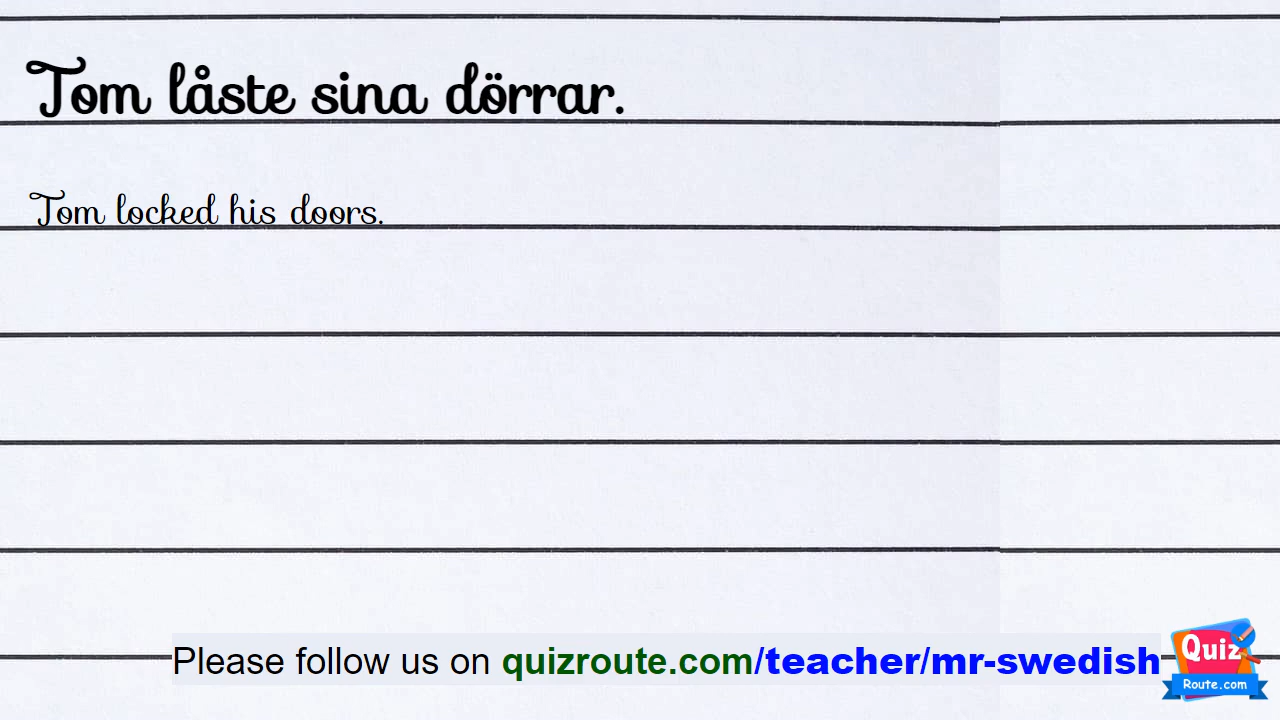 Tom låste sina dörrar.
Tom locked his doors.
Please follow us on quizroute.com/teacher/mr-swedish
Quiz
Route.com